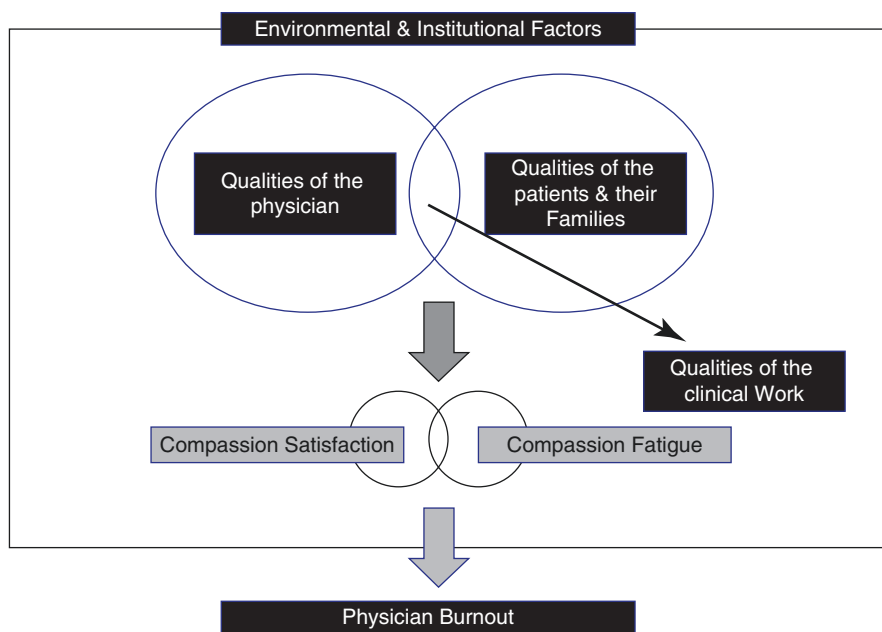 Environmental & Institutional Factors
Qualities of the
physician
Qualities of the
patients & their
Families
Qualities of the
clinical Work
Compassion Satisfaction
Compassion Fatigue
Physician Burnout